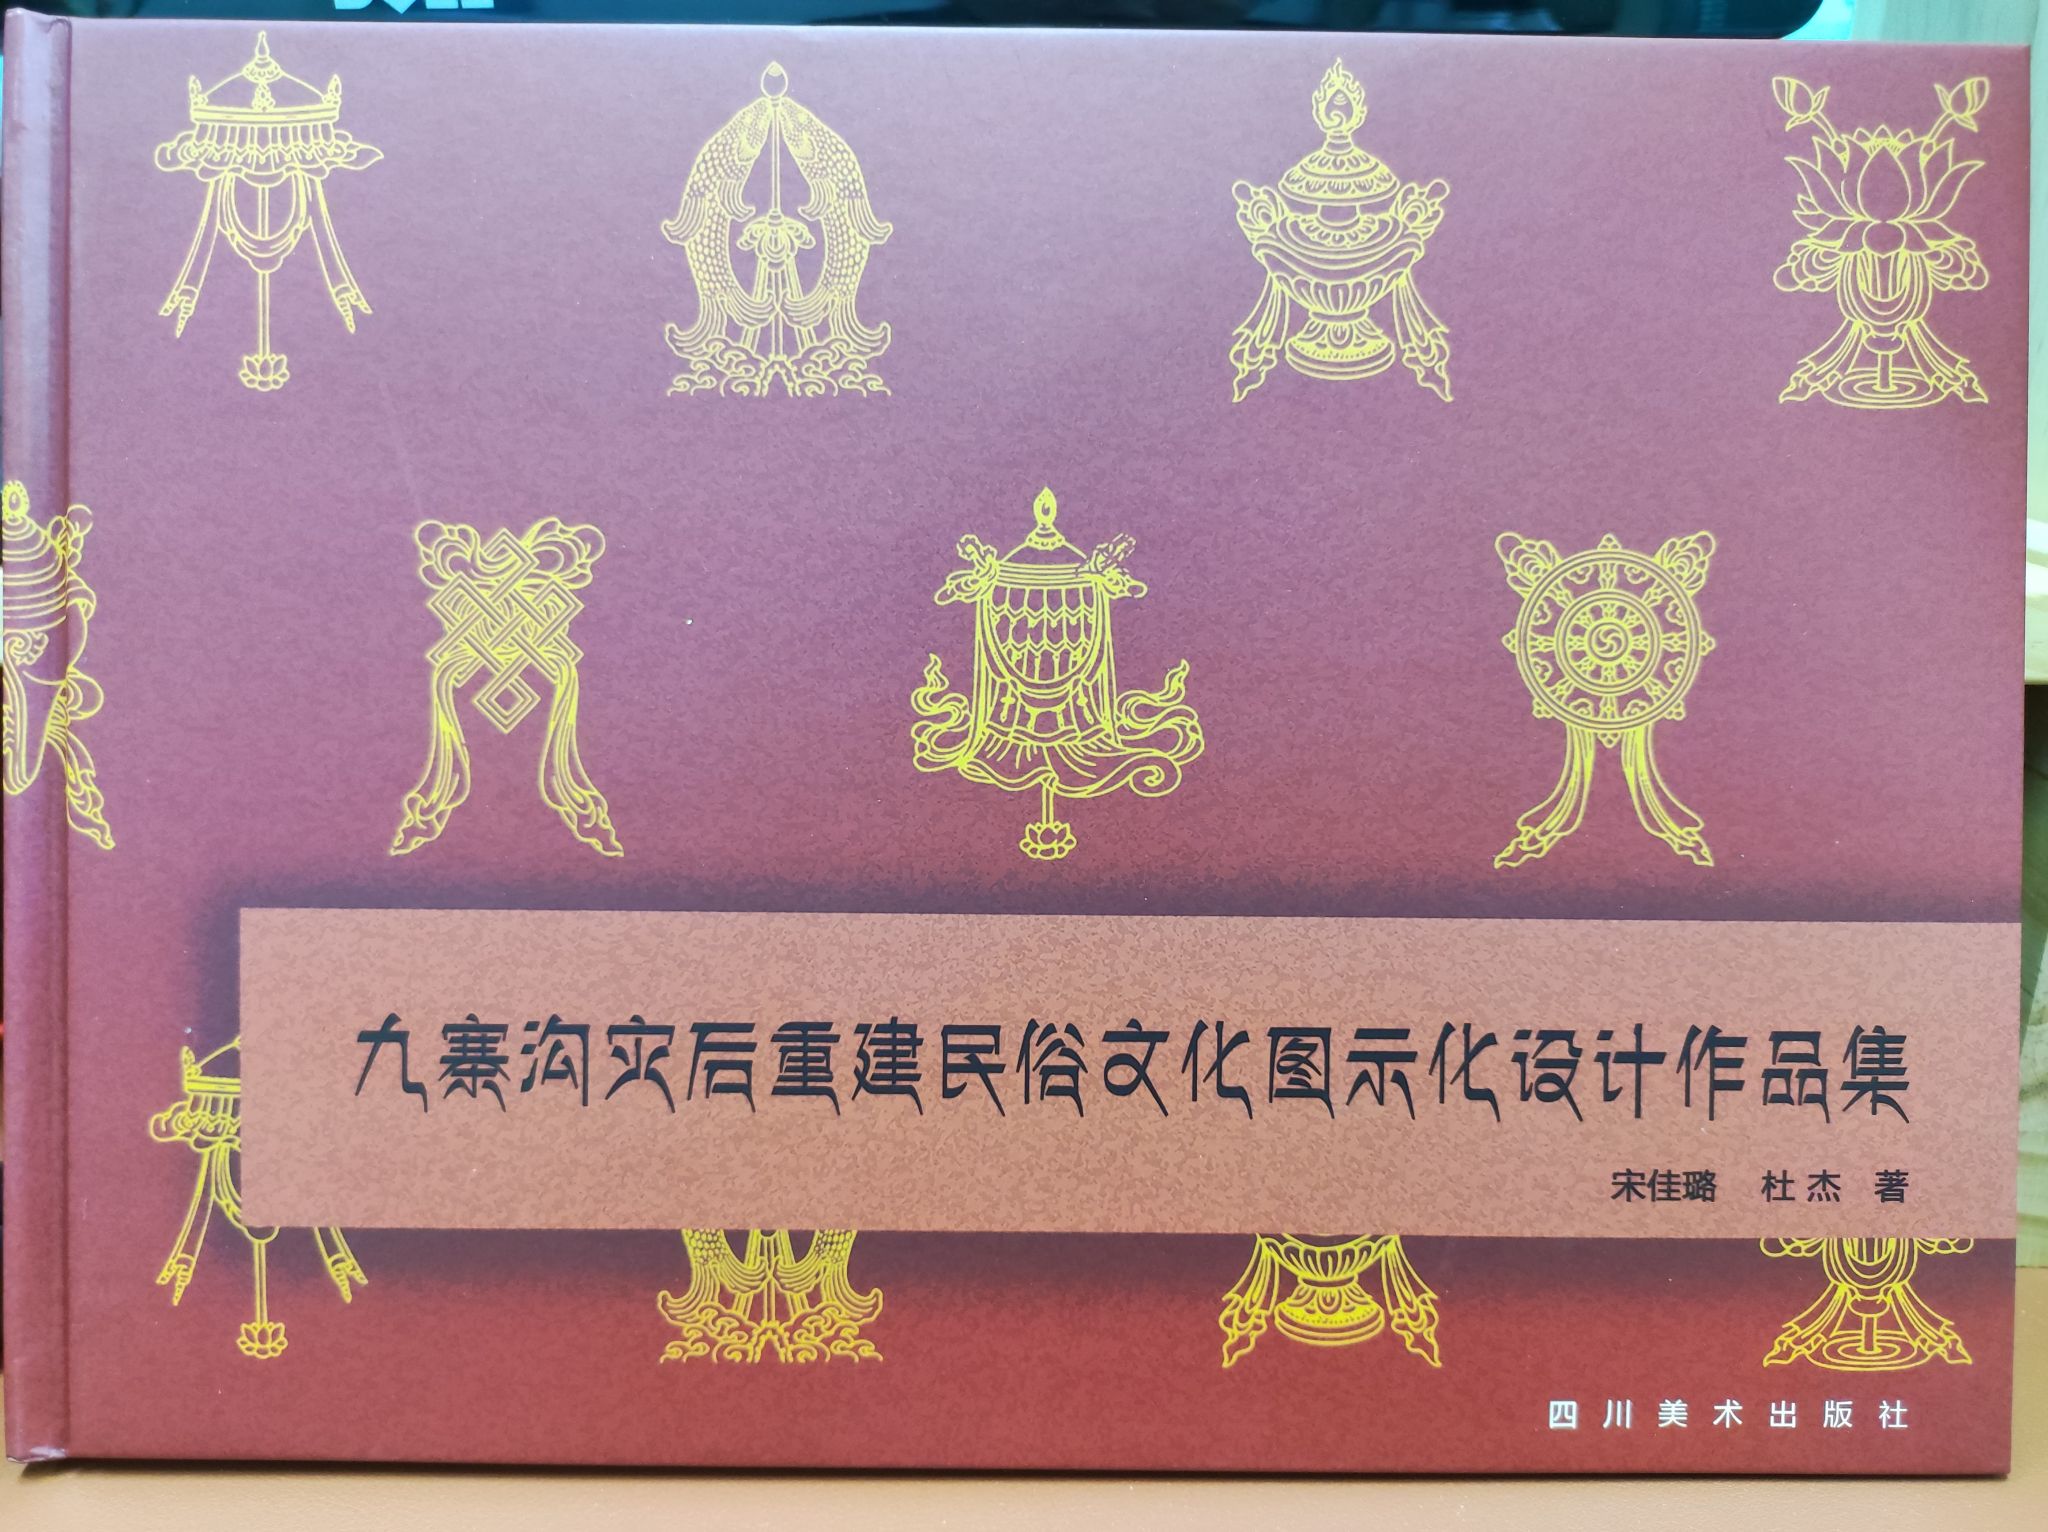 九寨沟灾后重建民俗文化图示化设计作品集
宋佳璐 杜杰 著
四川美术出版社